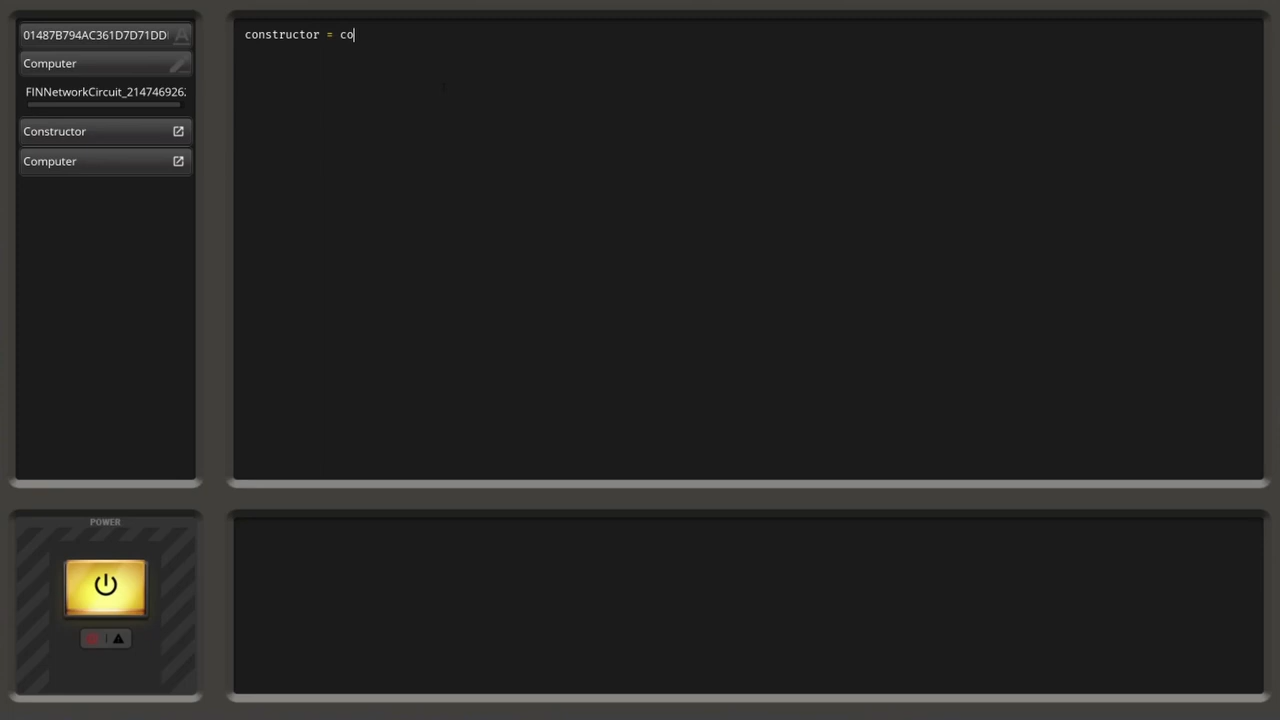 01487B794AC361D7D71DD
constructor = co
Computer
FINNetworkCircuit_214746926
Constructor
Computer
POWER